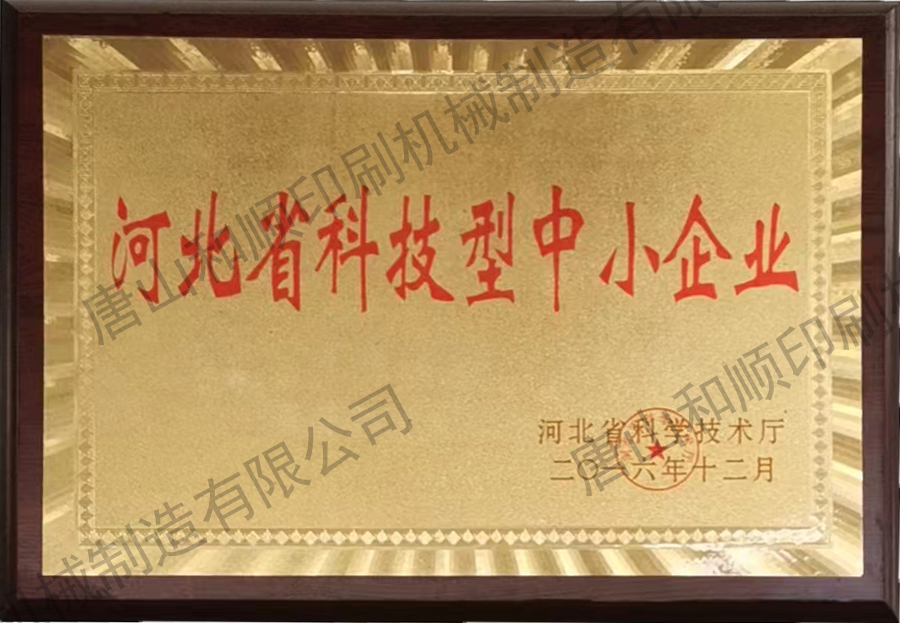 河北省科技型中小企业
河北省科学技术厅
二〇一六年十二月
唐山和顺印刷机械制造有限
机械制造有限公司
唐山和顺印刷机